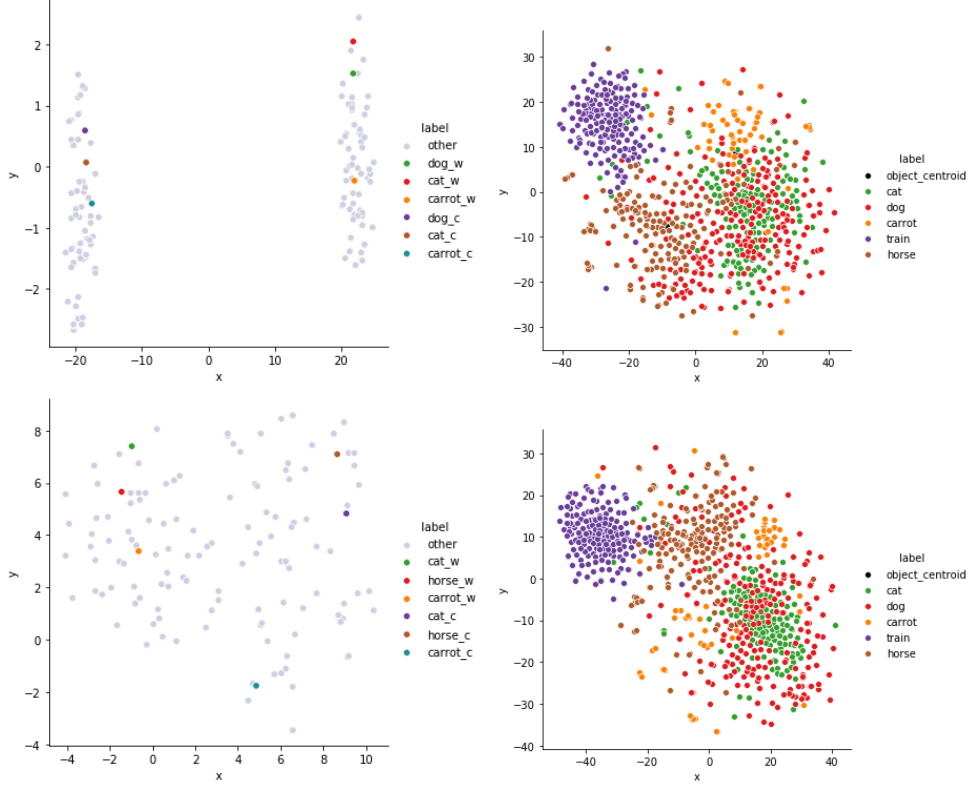 2
1
0
−1
−2
y
−20
−10
0
10
20
x
label
other
dog_w
cat_w
carrot_w
dog_c
cat_c
carrot_c
30
20
10
0
−10
−20
−30
y
−40
−20
0
20
40
x
label
object_centroid
cat
dog
carrot
train
horse
8
6
4
2
0
−2
−4
y
−4
−2
0
2
4
6
8
10
x
label
other
cat_w
horse_w
carrot_w
cat_c
horse_c
carrot_c
30
20
10
0
−10
−20
−30
−40
y
−40
−20
0
20
40
x
label
object_centroid
cat
dog
carrot
train
horse